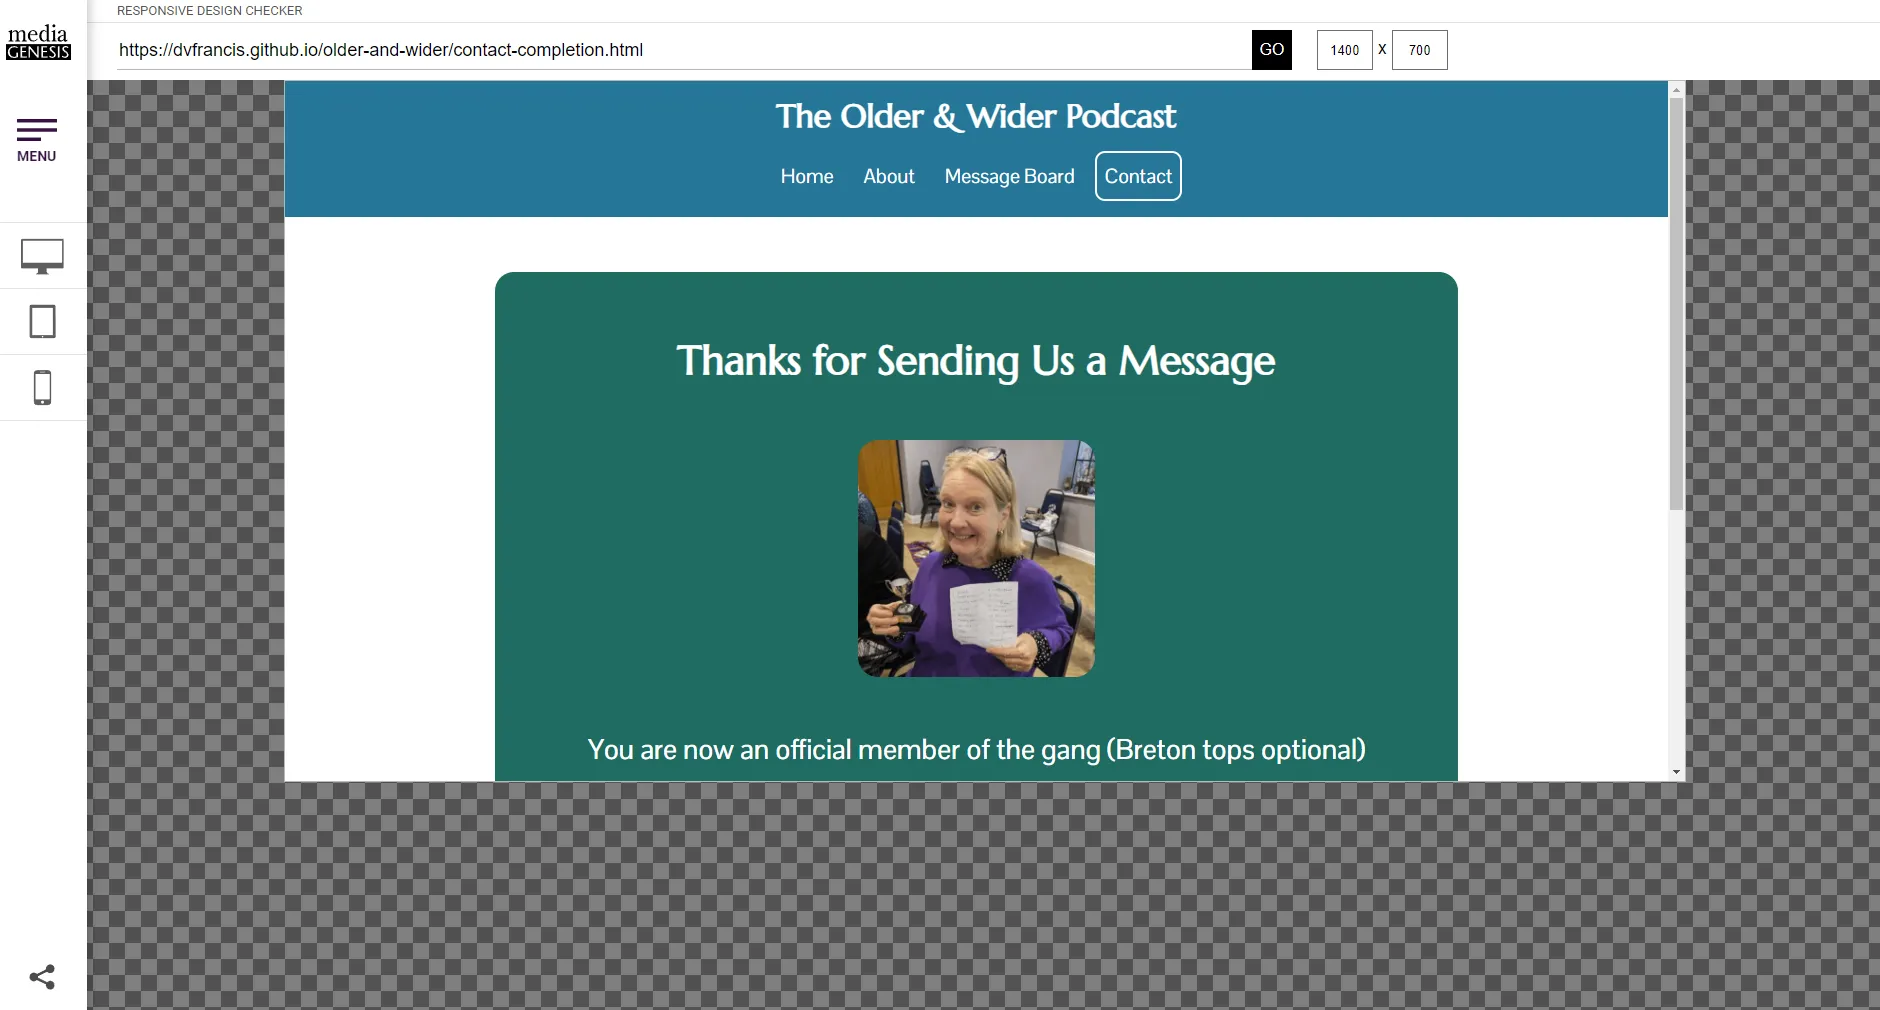 RESPONSIVE DESIGN CHECKER
media
GENESIS
https://dvfrancis.github.io/older-and-wider/contact-completion.html
GO
1400 X 700
MENU
The Older & Wider Podcast
Home About Message Board Contact
Thanks for Sending Us a Message
You are now an official member of the gang (Breton tops optional)